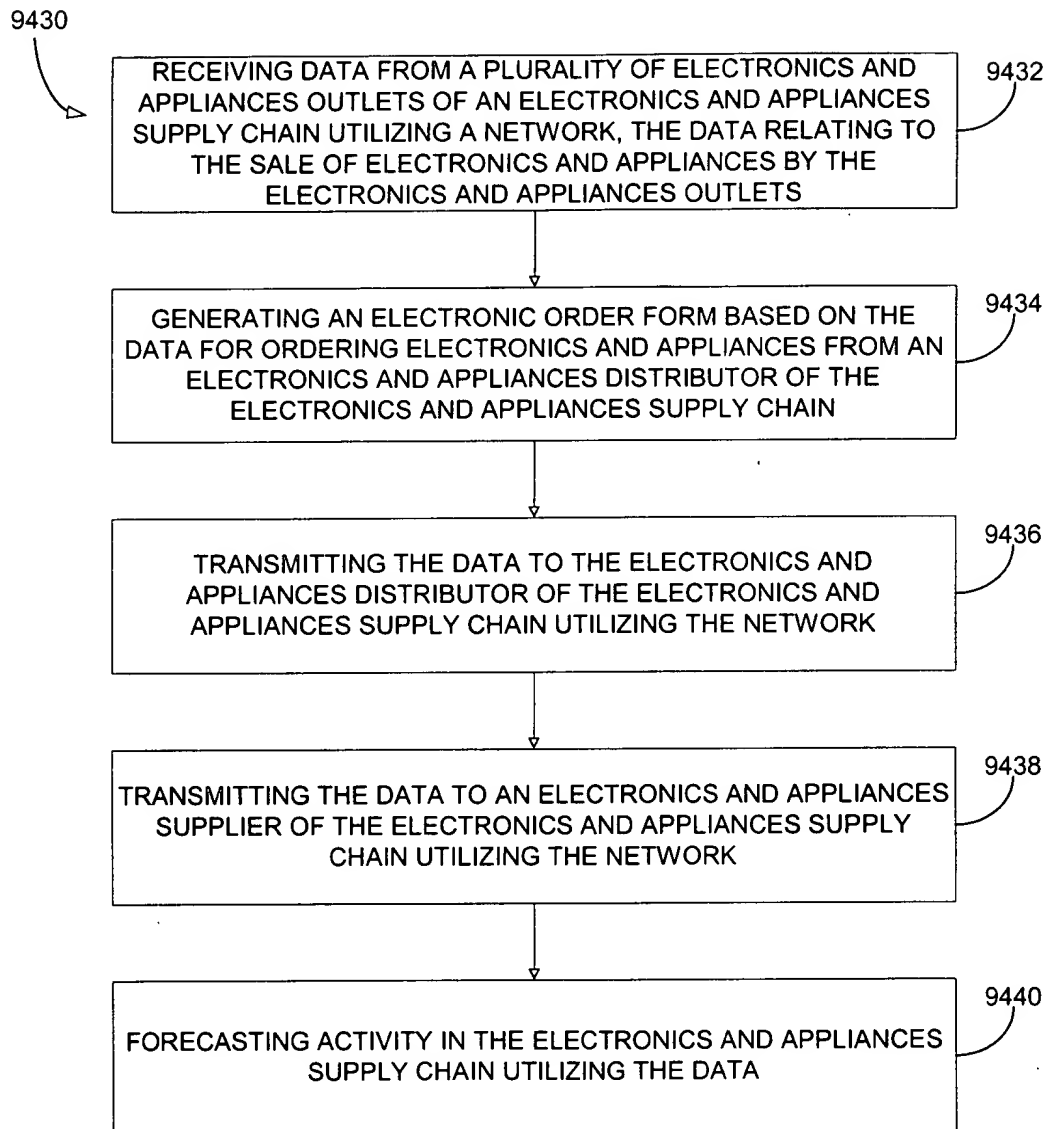 9430
RECEIVING DATA FROM A PLURALITY OF ELECTRONICS AND
APPLIANCES OUTLETS OF AN ELECTRONICS AND APPLIANCES
SUPPLY CHAIN UTILIZING A NETWORK, THE DATA RELATING TO
THE SALE OF ELECTRONICS AND APPLIANCES BY THE
ELECTRONICS AND APPLIANCES OUTLETS
9432
GENERATING AN ELECTRONIC ORDER FORM BASED ON THE
DATA FOR ORDERING ELECTRONICS AND APPLIANCES FROM AN
ELECTRONICS AND APPLIANCES DISTRIBUTOR OF THE
ELECTRONICS AND APPLIANCES SUPPLY CHAIN
9434
TRANSMITTING THE DATA TO THE ELECTRONICS AND
APPLIANCES DISTRIBUTOR OF THE ELECTRONICS AND
APPLIANCES SUPPLY CHAIN UTILIZING THE NETWORK
9436
TRANSMITTING THE DATA TO AN ELECTRONICS AND APPLIANCES
SUPPLIER OF THE ELECTRONICS AND APPLIANCES SUPPLY
CHAIN UTILIZING THE NETWORK
9438
FORECASTING ACTIVITY IN THE ELECTRONICS AND APPLIANCES
SUPPLY CHAIN UTILIZING THE DATA
9440